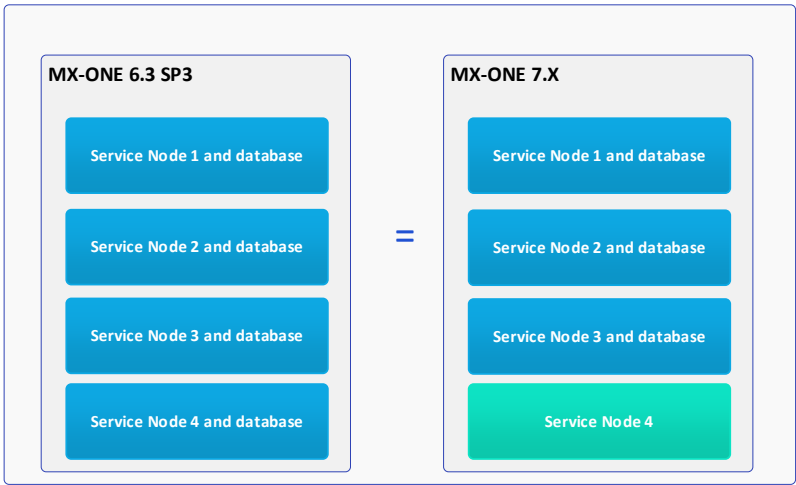 MX-ONE 6.3 SP3
Service Node 1 and database
Service Node 2 and database
Service Node 3 and database
Service Node 4 and database
=
MX-ONE 7.X
Service Node 1 and database
Service Node 2 and database
Service Node 3 and database
Service Node 4